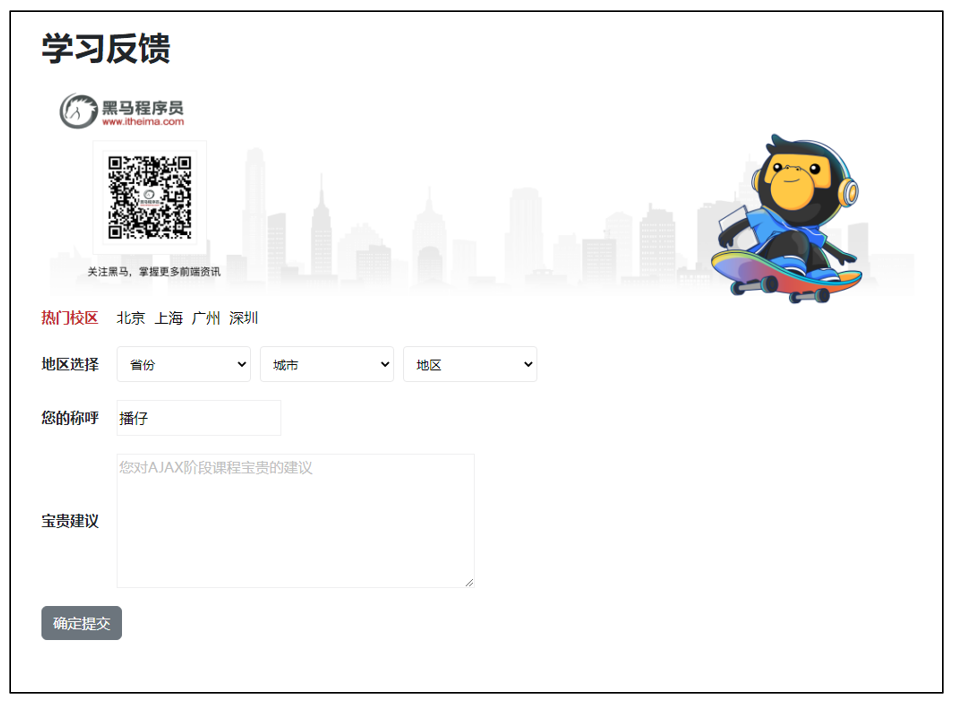 学习反馈
黑马程序员
www.itheima.com
关注黑马，掌握更多前端资讯
热门校区 北京 上海 广州 深圳
地区选择 省份 城市 地区
您的称呼 播仔
您对AJAX阶段课程宝贵的建议
宝贵建议
确定提交